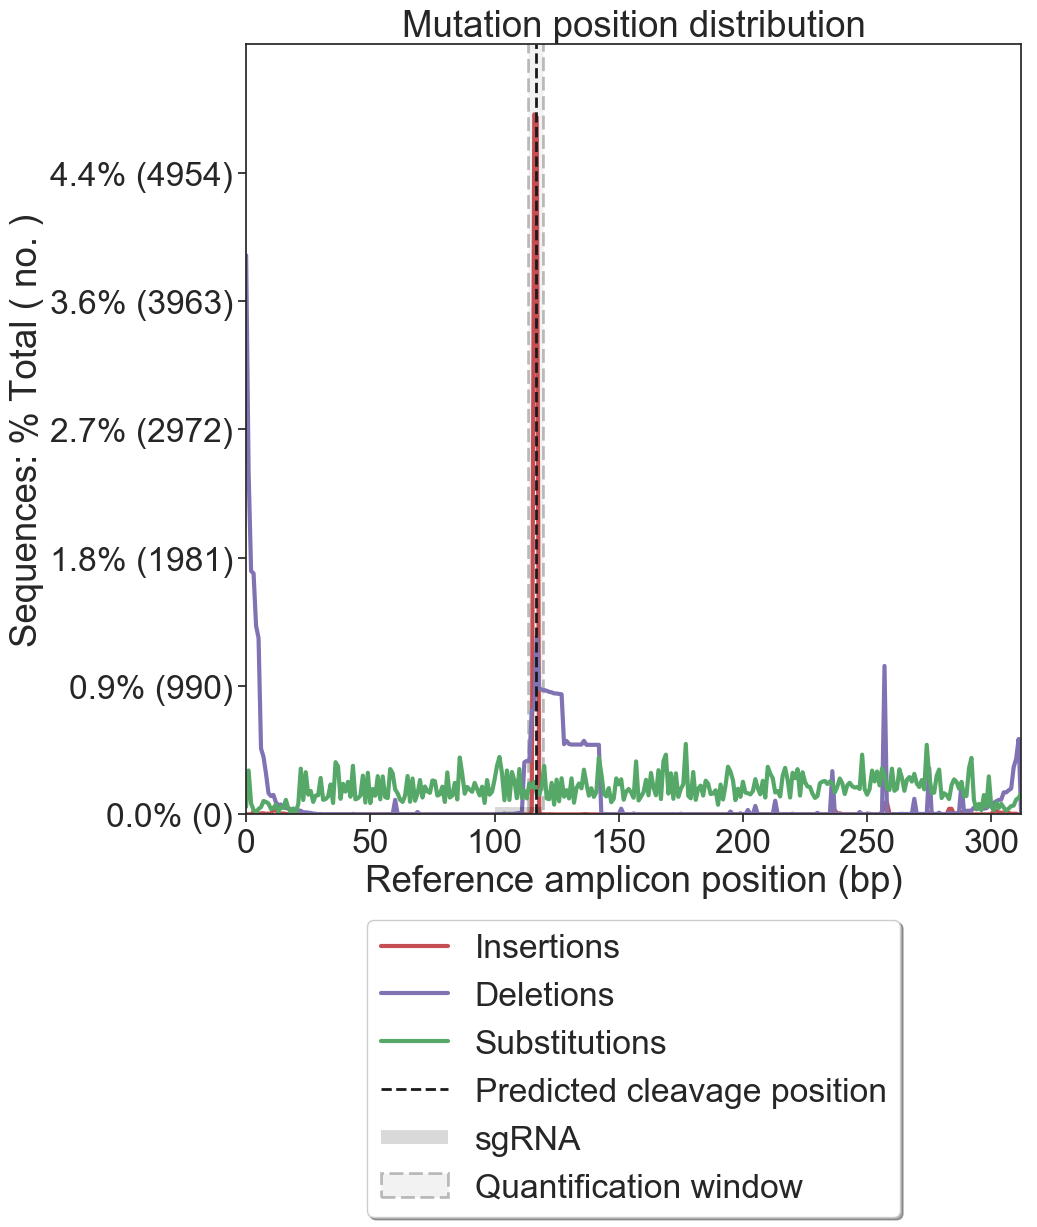 Mutation position distribution
Sequences: % Total ( no. )
4.4% (4954)
3.6% (3963)
2.7% (2972)
1.8% (1981)
0.9% (990)
0.0% (0)
0 50 100 150 200 250 300
Reference amplicon position (bp)
Insertions
Deletions
Substitutions
Predicted cleavage position
sgRNA
Quantification window